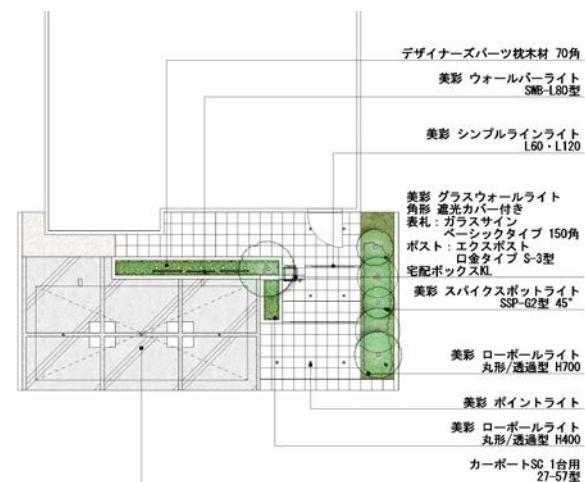 デザイナーズパーツ枕木材 70角
美彩 ウォールバーライト
SWB-L80型
美彩 シンプルラインライト
L60・L120
美彩 グラスウォールライト
角形 遮光カバー付き
表札：ガラスサイン
ベーシックタイプ 150角
ポスト：エクスポスト
口金タイプ S-3型
宅配ボックスKL
美彩 スパイクスポットライト
SSP-G2型 45°
美彩 ローポールライト
丸形/透過型 H700
美彩 ポイントライト
美彩 ローポールライト
丸形/透過型 H400
カーポートSC 1台用
27-57型